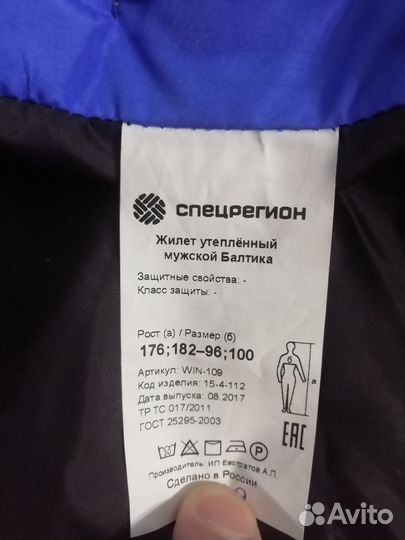 спецрегион
Жилет утеплённый
мужской Балтика
Защитные свойства: -
Класс защиты: -
Рост (а) / Размер (б)
176;182–96;100
б
а
Артикул: WIN-109
Код изделия: 15-4-112
Дата выпуска: 08.2017
ТР ТС 017/2011
ГОСТ 25295-2003
EAC
P
Производитель: ИП Евстратов А.П.
Сделано в России
Avito